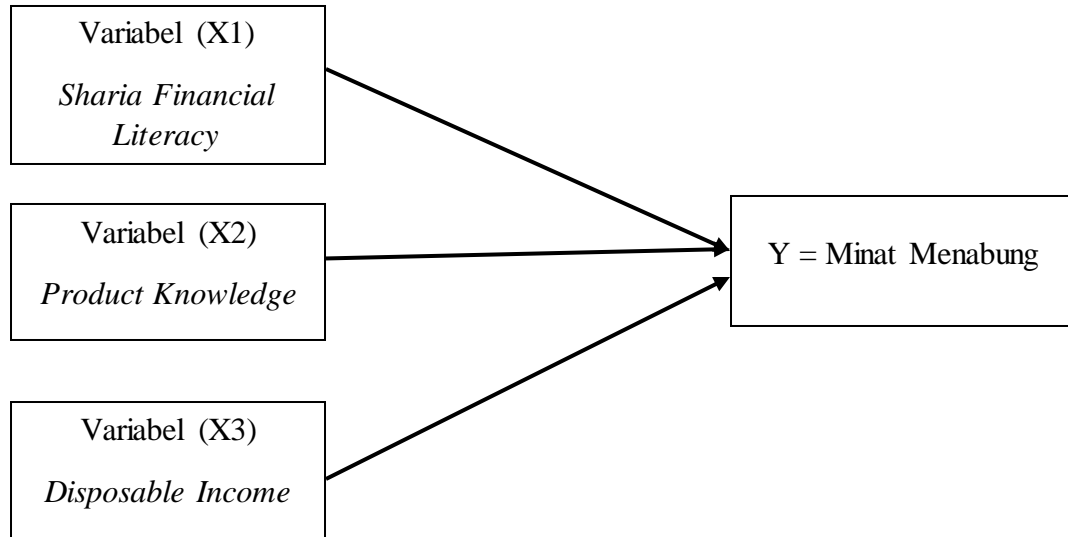 Variabel (X1)
Sharia Financial
Literacy
Variabel (X2)
Product Knowledge
Y = Minat Menabung
Variabel (X3)
Disposable Income